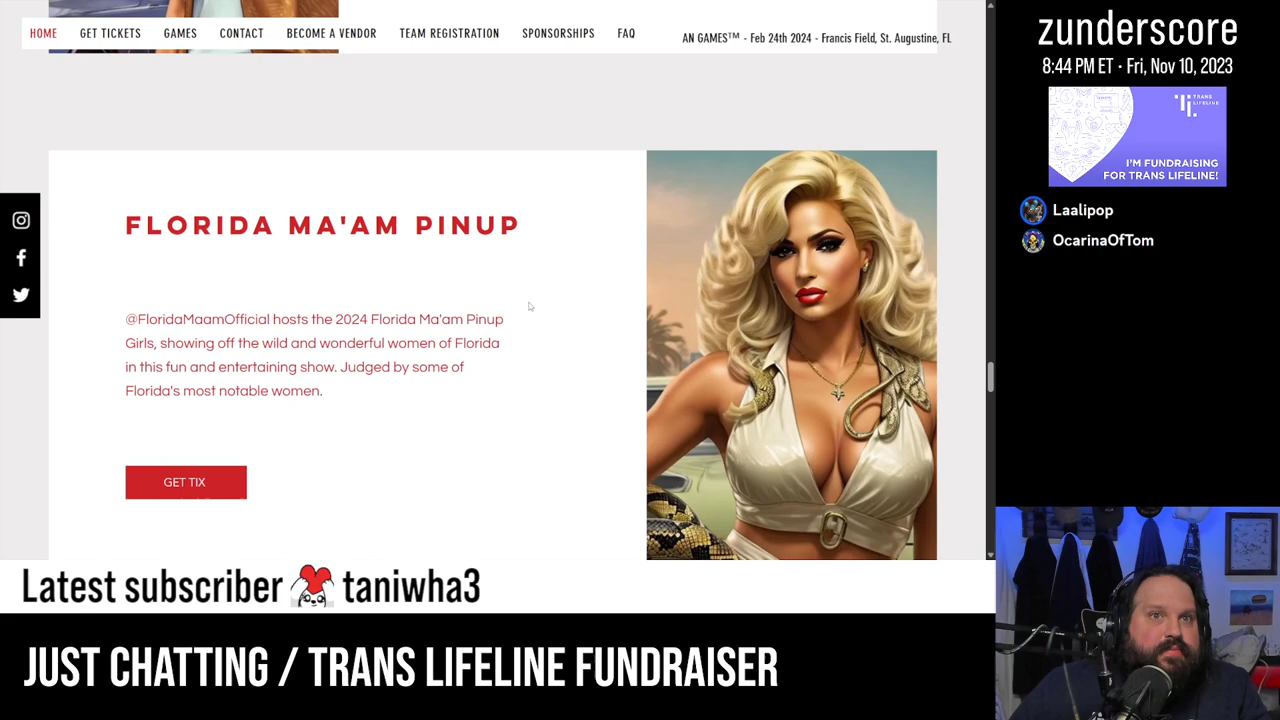 HOME GET TICKETS GAMES CONTACT BECOME A VENDOR TEAM REGISTRATION SPONSORSHIPS FAQ AN GAMES™ - Feb 24th 2024 - Francis Field, St. Augustine, FL
FLORIDA MA'AM PINUP
@FloridaMaamOfficial hosts the 2024 Florida Ma'am Pinup
Girls, showing off the wild and wonderful women of Florida
in this fun and entertaining show. Judged by some of
Florida's most notable women.
GET TIX
zunderscore
8:44 PM ET · Fri, Nov 10, 2023
TRANS
LIFELINE
I'M FUNDRAISING
FOR TRANS LIFELINE!
Laalipop
OcarinaOfTom
Latest subscriber taniwha3
JUST CHATTING / TRANS LIFELINE FUNDRAISER